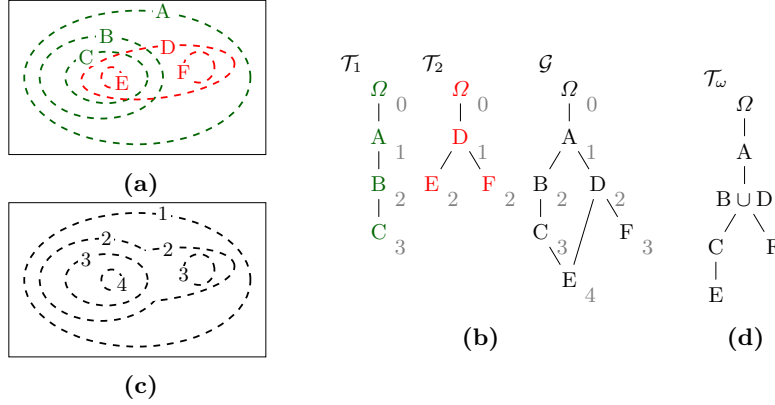 A
B
C
D
E
F
(a)
1
2
2
3
3
4
(c)
𝒯1 𝒯2 𝒢
Ω 0 Ω 0 Ω 0
A 1 D 1 A 1
B 2 E 2 F 2 B 2 D 2
C 3 C 3 F 3
E 4
(b)
𝒯ω
Ω
A
B ∪ D
C F
E
(d)